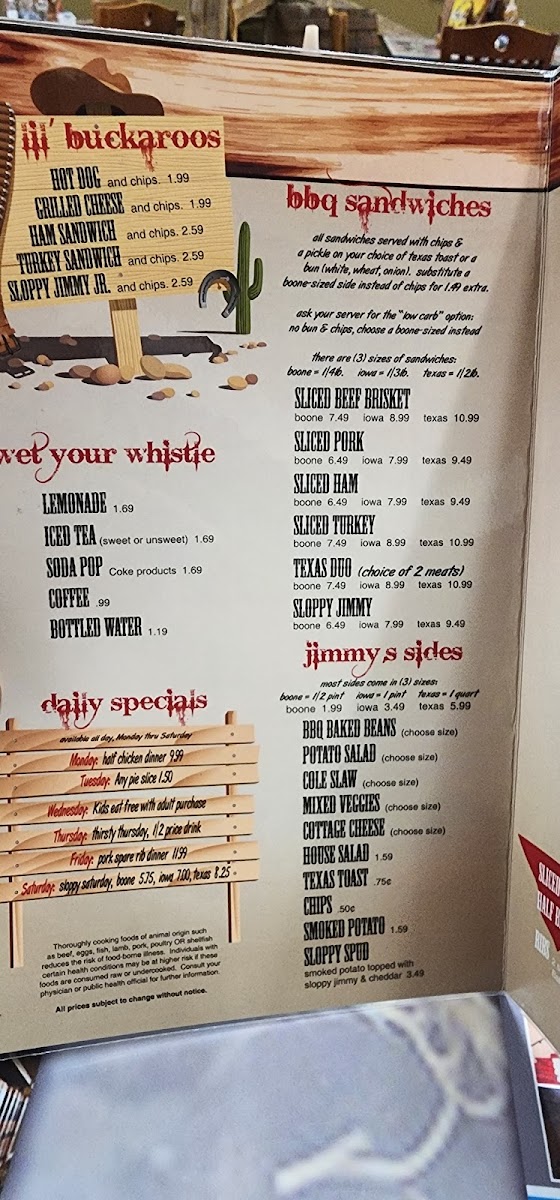 lil' buckaroos
HOT DOG and chips. 1.99
GRILLED CHEESE and chips. 1.99
HAM SANDWICH and chips. 2.59
TURKEY SANDWICH and chips. 2.59
SLOPPY JIMMY JR. and chips. 2.59
wet your whistle
LEMONADE 1.69
ICED TEA (sweet or unsweet) 1.69
SODA POP Coke products 1.69
COFFEE .99
BOTTLED WATER 1.19
daily specials
available all day, Monday thru Saturday
Monday: half chicken dinner 9.99
Tuesday: Any pie slice 1.50
Wednesday: Kids eat free with adult purchase
Thursday: thirsty thursday, 1/2 price drink
Friday: pork spare rib dinner 11.99
Saturday: sloppy saturday, boone 5.75, iowa 7.00, texas 8.25
Thoroughly cooking foods of animal origin such
as beef, eggs, fish, lamb, pork, poultry OR shellfish
reduces the risk of food-borne illness. Individuals with
certain health conditions may be at higher risk if these
foods are consumed raw or undercooked. Consult your
physician or public health official for further information.
All prices subject to change without notice.
bbq sandwiches
all sandwiches served with chips &
a pickle on your choice of texas toast or a
bun (white, wheat, onion). substitute a
boone-sized side instead of chips for 1.49 extra.
ask your server for the "low carb" option:
no bun & chips, choose a boone-sized instead
there are (3) sizes of sandwiches:
boone = 1/4lb. iowa = 1/3lb. texas = 1/2lb.
SLICED BEEF BRISKET
boone 7.49 iowa 8.99 texas 10.99
SLICED PORK
boone 6.49 iowa 7.99 texas 9.49
SLICED HAM
boone 6.49 iowa 7.99 texas 9.49
SLICED TURKEY
boone 7.49 iowa 8.99 texas 10.99
TEXAS DUO (choice of 2 meats)
boone 7.49 iowa 8.99 texas 10.99
SLOPPY JIMMY
boone 6.49 iowa 7.99 texas 9.49
jimmy,s sides
most sides come in (3) sizes:
boone = 1/2 pint iowa = 1 pint texas = 1 quart
boone 1.99 iowa 3.49 texas 5.99
BBQ BAKED BEANS (choose size)
POTATO SALAD (choose size)
COLE SLAW (choose size)
MIXED VEGGIES (choose size)
COTTAGE CHEESE (choose size)
HOUSE SALAD 1.59
TEXAS TOAST .75¢
CHIPS .50¢
SMOKED POTATO 1.59
SLOPPY SPUD
smoked potato topped with
sloppy jimmy & cheddar 3.49